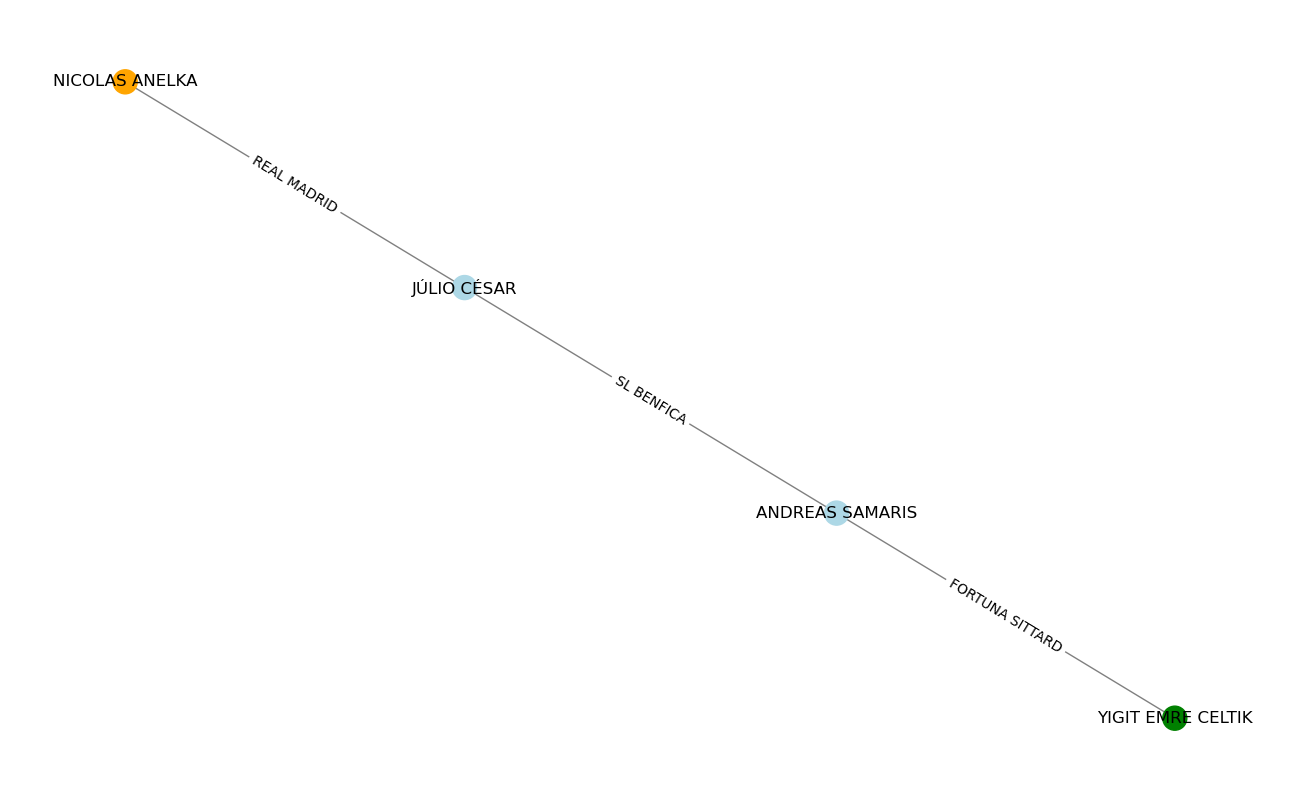 NICOLAS ANELKA
REAL MADRID
JÚLIO CÉSAR
SL BENFICA
ANDREAS SAMARIS
FORTUNA SITTARD
YIGIT EMRE CELTIK